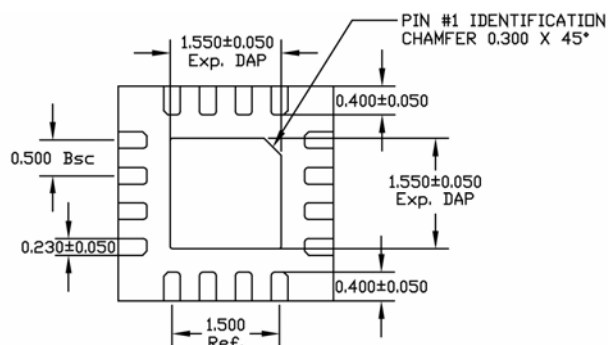 PIN #1 IDENTIFICATION
CHAMFER 0.300 X 45°
1.550±0.050
Exp. DAP
0.400±0.050
0.500 Bsc
1.550±0.050
Exp. DAP
0.230±0.050
0.400±0.050
1.500
Ref.